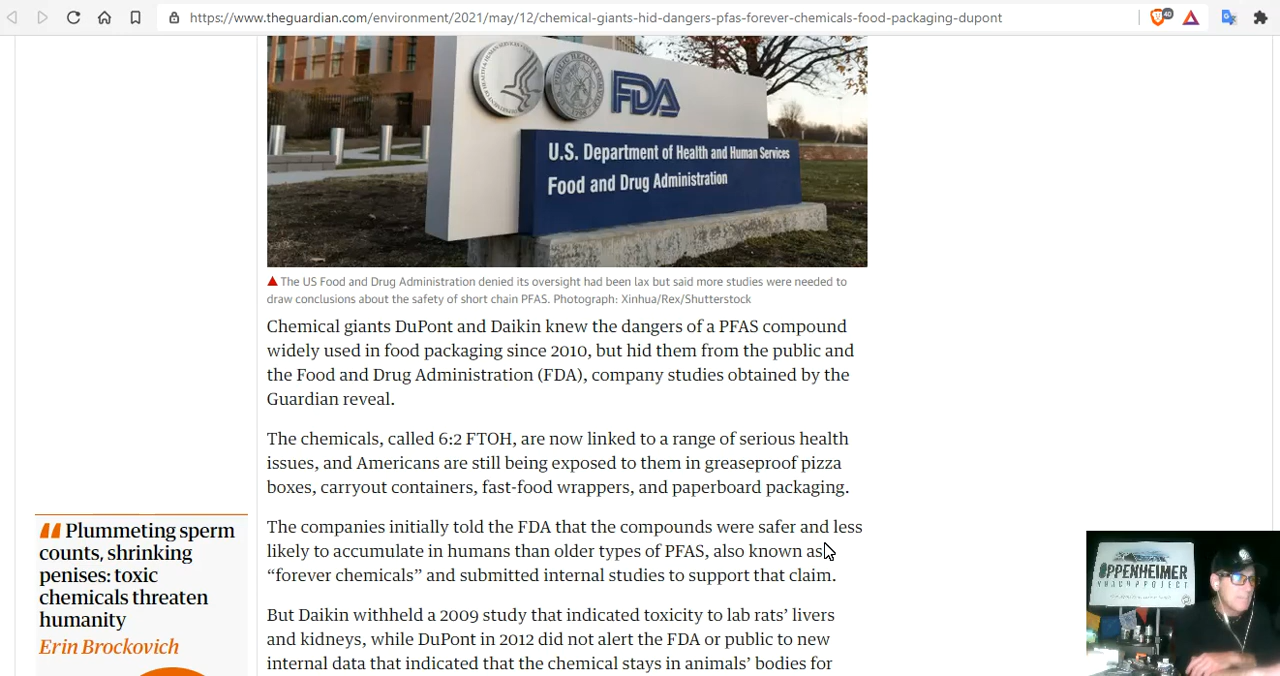 https://www.theguardian.com/environment/2021/may/12/chemical-giants-hid-dangers-pfas-forever-chemicals-food-packaging-dupont
40
FDA
U.S. Department of Health and Human Services
Food and Drug Administration
The US Food and Drug Administration denied its oversight had been lax but said more studies were needed to
draw conclusions about the safety of short chain PFAS. Photograph: Xinhua/Rex/Shutterstock
Chemical giants DuPont and Daikin knew the dangers of a PFAS compound
widely used in food packaging since 2010, but hid them from the public and
the Food and Drug Administration (FDA), company studies obtained by the
Guardian reveal.
The chemicals, called 6:2 FTOH, are now linked to a range of serious health
issues, and Americans are still being exposed to them in greaseproof pizza
boxes, carryout containers, fast-food wrappers, and paperboard packaging.
The companies initially told the FDA that the compounds were safer and less
likely to accumulate in humans than older types of PFAS, also known as
“forever chemicals” and submitted internal studies to support that claim.
But Daikin withheld a 2009 study that indicated toxicity to lab rats’ livers
and kidneys, while DuPont in 2012 did not alert the FDA or public to new
internal data that indicated that the chemical stays in animals’ bodies for
Plummeting sperm
counts, shrinking
penises: toxic
chemicals threaten
humanity
Erin Brockovich
OPPENHEIMER
RANCH PROJECT